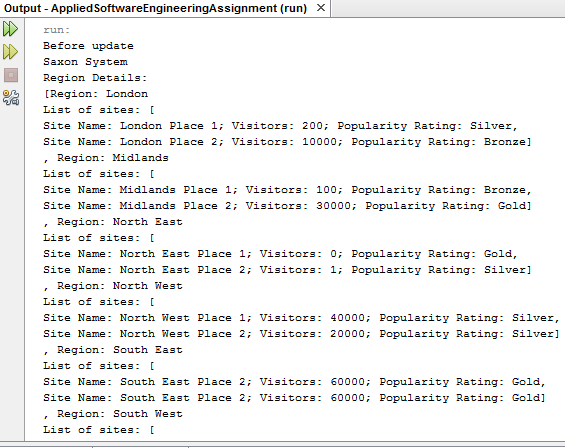 Output - AppliedSoftwareEngineeringAssignment (run) ×
run:
Before update
Saxon System
Region Details:
[Region: London
List of sites: [
Site Name: London Place 1; Visitors: 200; Popularity Rating: Silver,
Site Name: London Place 2; Visitors: 10000; Popularity Rating: Bronze]
, Region: Midlands
List of sites: [
Site Name: Midlands Place 1; Visitors: 100; Popularity Rating: Bronze,
Site Name: Midlands Place 2; Visitors: 30000; Popularity Rating: Gold]
, Region: North East
List of sites: [
Site Name: North East Place 1; Visitors: 0; Popularity Rating: Gold,
Site Name: North East Place 2; Visitors: 1; Popularity Rating: Silver]
, Region: North West
List of sites: [
Site Name: North West Place 1; Visitors: 40000; Popularity Rating: Silver,
Site Name: North West Place 2; Visitors: 20000; Popularity Rating: Silver]
, Region: South East
List of sites: [
Site Name: South East Place 2; Visitors: 60000; Popularity Rating: Gold,
Site Name: South East Place 2; Visitors: 60000; Popularity Rating: Gold]
, Region: South West
List of sites: [